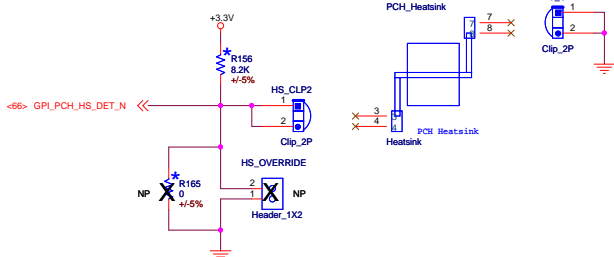 PCH_Heatsink
+3.3V
7
8
1
2
Clip_2P
*
R156
8.2K
+/-5%
HS_CLP2
<66> GPI_PCH_HS_DET_N
1
2
Clip_2P
3
4
PCH Heatsink
Heatsink
HS_OVERRIDE
*
R165
0
+/-5%
NP
2
1
NP
Header_1X2